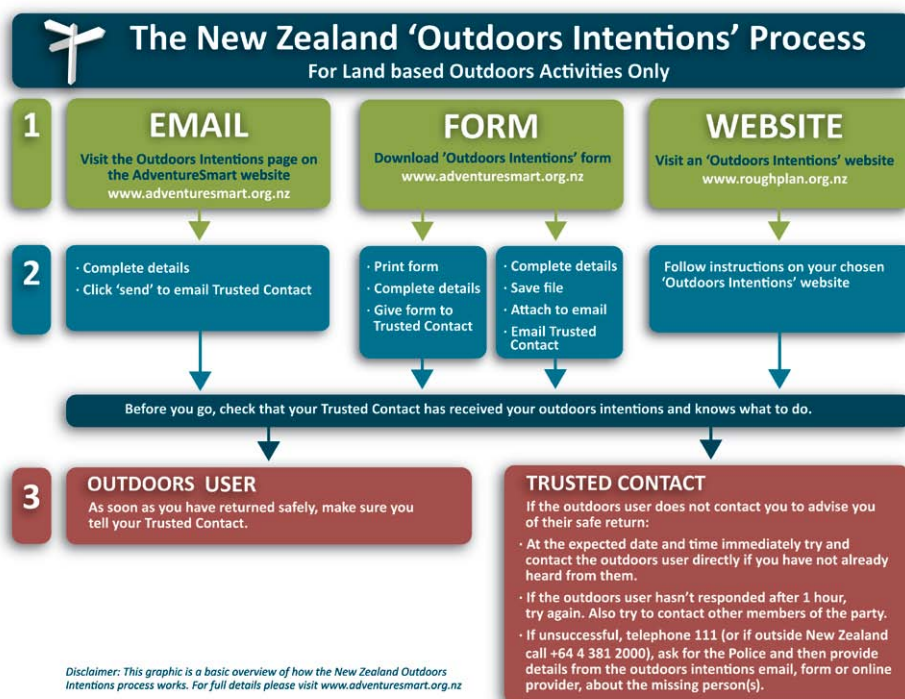 The New Zealand ‘Outdoors Intentions’ Process
For Land based Outdoors Activities Only
1
EMAIL
Visit the Outdoors Intentions page on
the AdventureSmart website
www.adventuresmart.org.nz
FORM
Download ‘Outdoors Intentions’ form
www.adventuresmart.org.nz
WEBSITE
Visit an ‘Outdoors Intentions’ website
www.roughplan.org.nz
2
· Complete details
· Click ‘send’ to email Trusted Contact
· Print form
· Complete details
· Give form to
Trusted Contact
· Complete details
· Save file
· Attach to email
· Email Trusted
Contact
Follow instructions on your chosen
‘Outdoors Intentions’ website
Before you go, check that your Trusted Contact has received your outdoors intentions and knows what to do.
3
OUTDOORS USER
As soon as you have returned safely, make sure you
tell your Trusted Contact.
TRUSTED CONTACT
If the outdoors user does not contact you to advise you
of their safe return:
· At the expected date and time immediately try and
contact the outdoors user directly if you have not already
heard from them.
· If the outdoors user hasn’t responded after 1 hour,
try again. Also try to contact other members of the party.
· If unsuccessful, telephone 111 (or if outside New Zealand
call +64 4 381 2000), ask for the Police and then provide
details from the outdoors intentions email, form or online
provider, about the missing person(s).
Disclaimer: This graphic is a basic overview of how the New Zealand Outdoors
Intentions process works. For full details please visit www.adventuresmart.org.nz